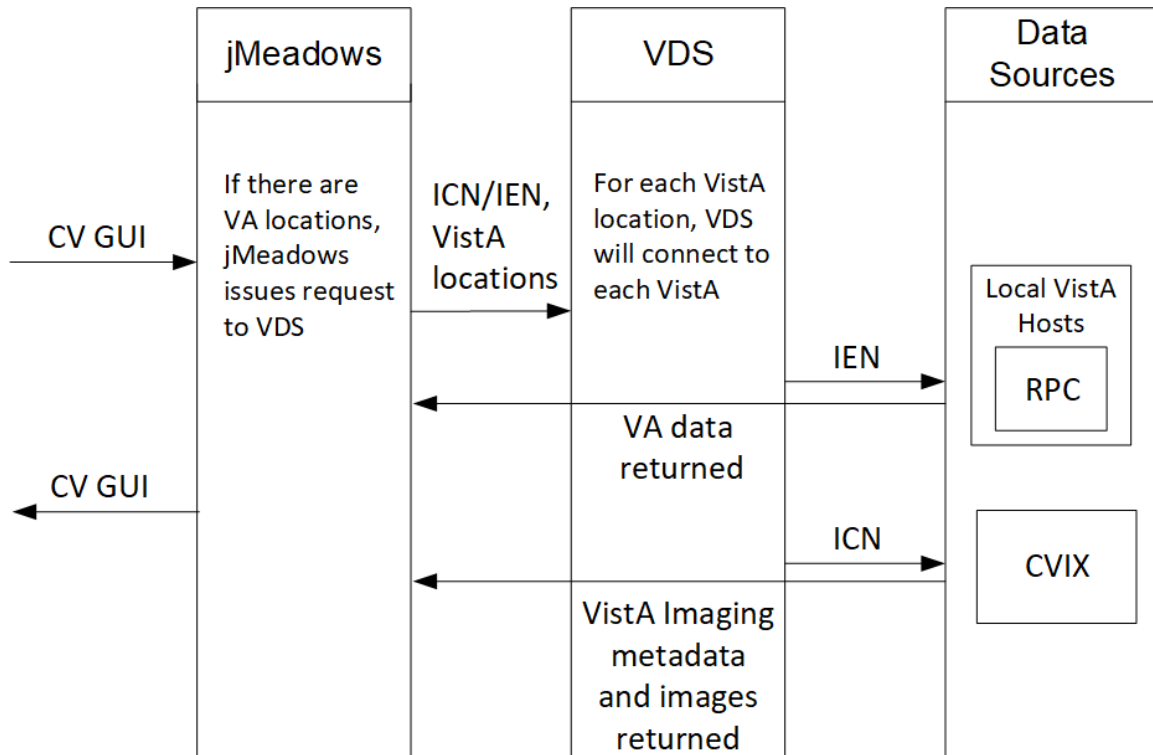 jMeadows
VDS
Data
Sources
CV GUI
If there are
VA locations,
jMeadows
issues request
to VDS
ICN/IEN,
VistA
locations
For each VistA
location, VDS
will connect to
each VistA
Local VistA
Hosts
RPC
IEN
VA data
returned
CV GUI
ICN
CVIX
VistA Imaging
metadata
and images
returned